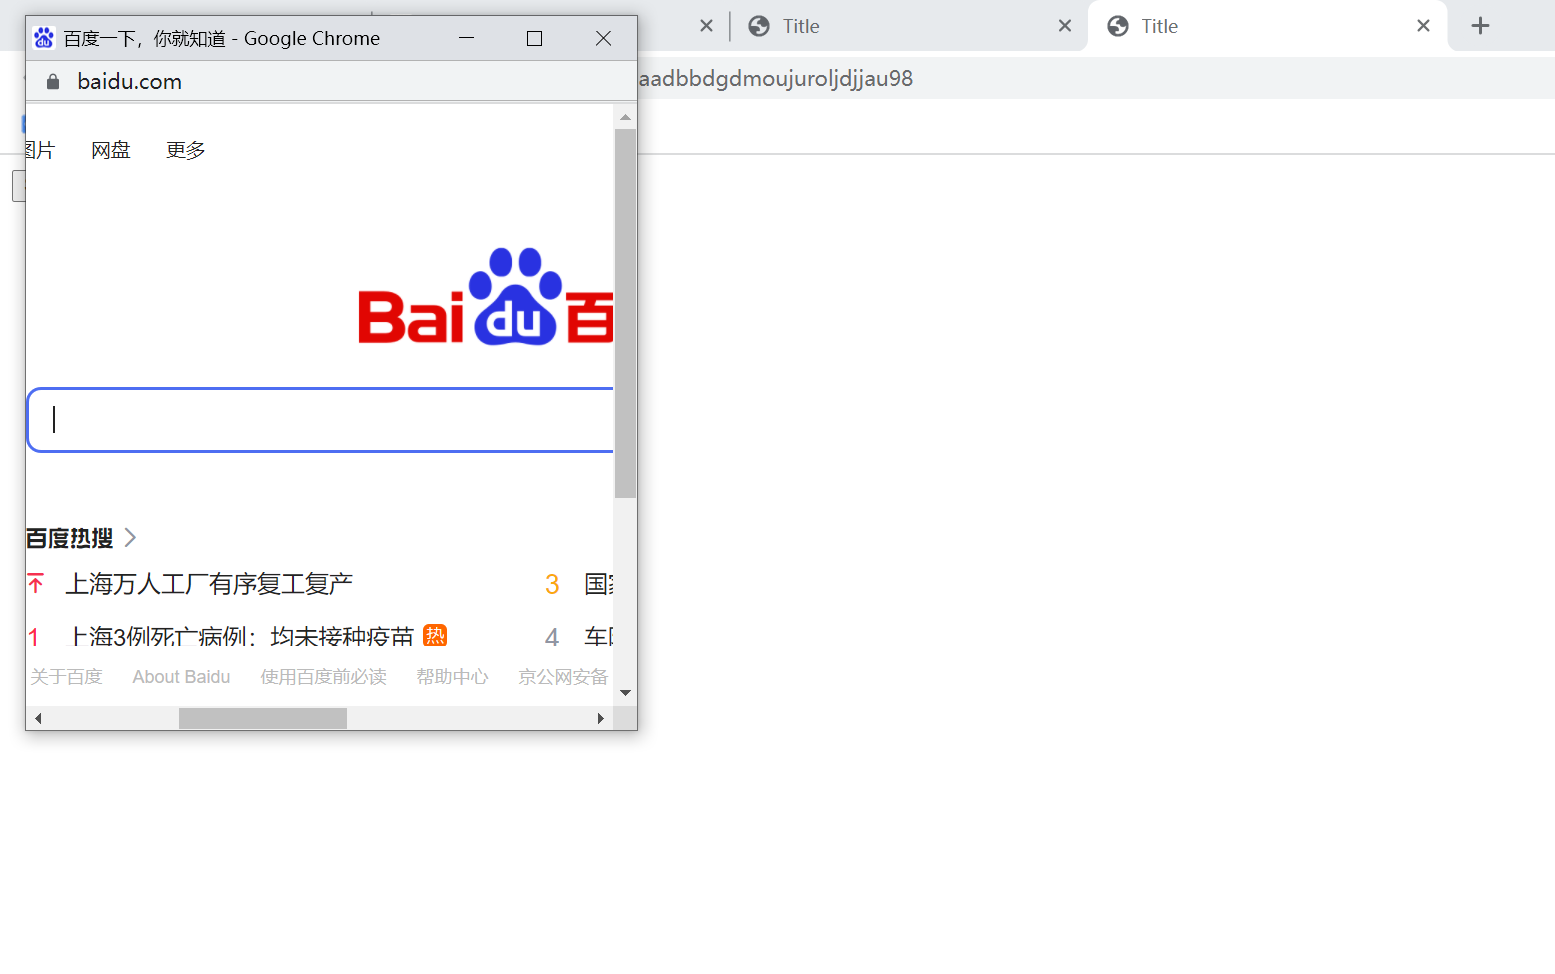 百度一下，你就知道 - Google Chrome
Title
Title
baidu.com
aadbbdgdmoujuroljdjjau98
图片 网盘 更多
Bai du 百
百度热搜
上海万人工厂有序复工复产
3 国家
1 上海3例死亡病例：均未接种疫苗 热
4 车
关于百度 About Baidu 使用百度前必读 帮助中心 京公网安备